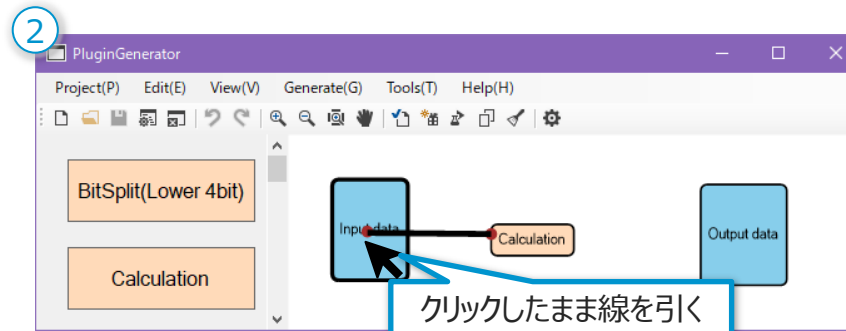 2
PluginGenerator
Project(P) Edit(E) View(V) Generate(G) Tools(T) Help(H)
BitSplit(Lower 4bit)
Calculation
Input data
Calculation
Output data
クリックしたまま線を引く